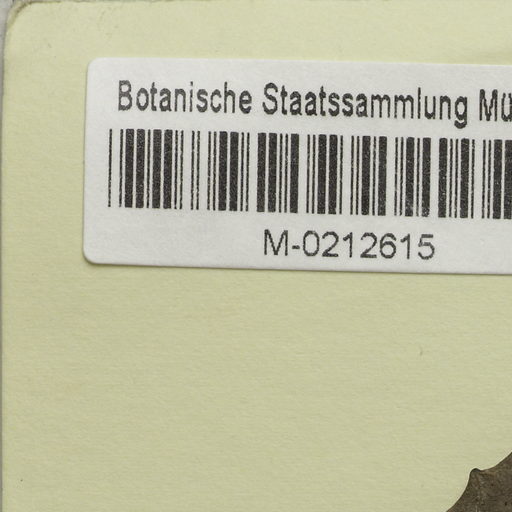 Botanische Staatssammlung Mü
M-0212615